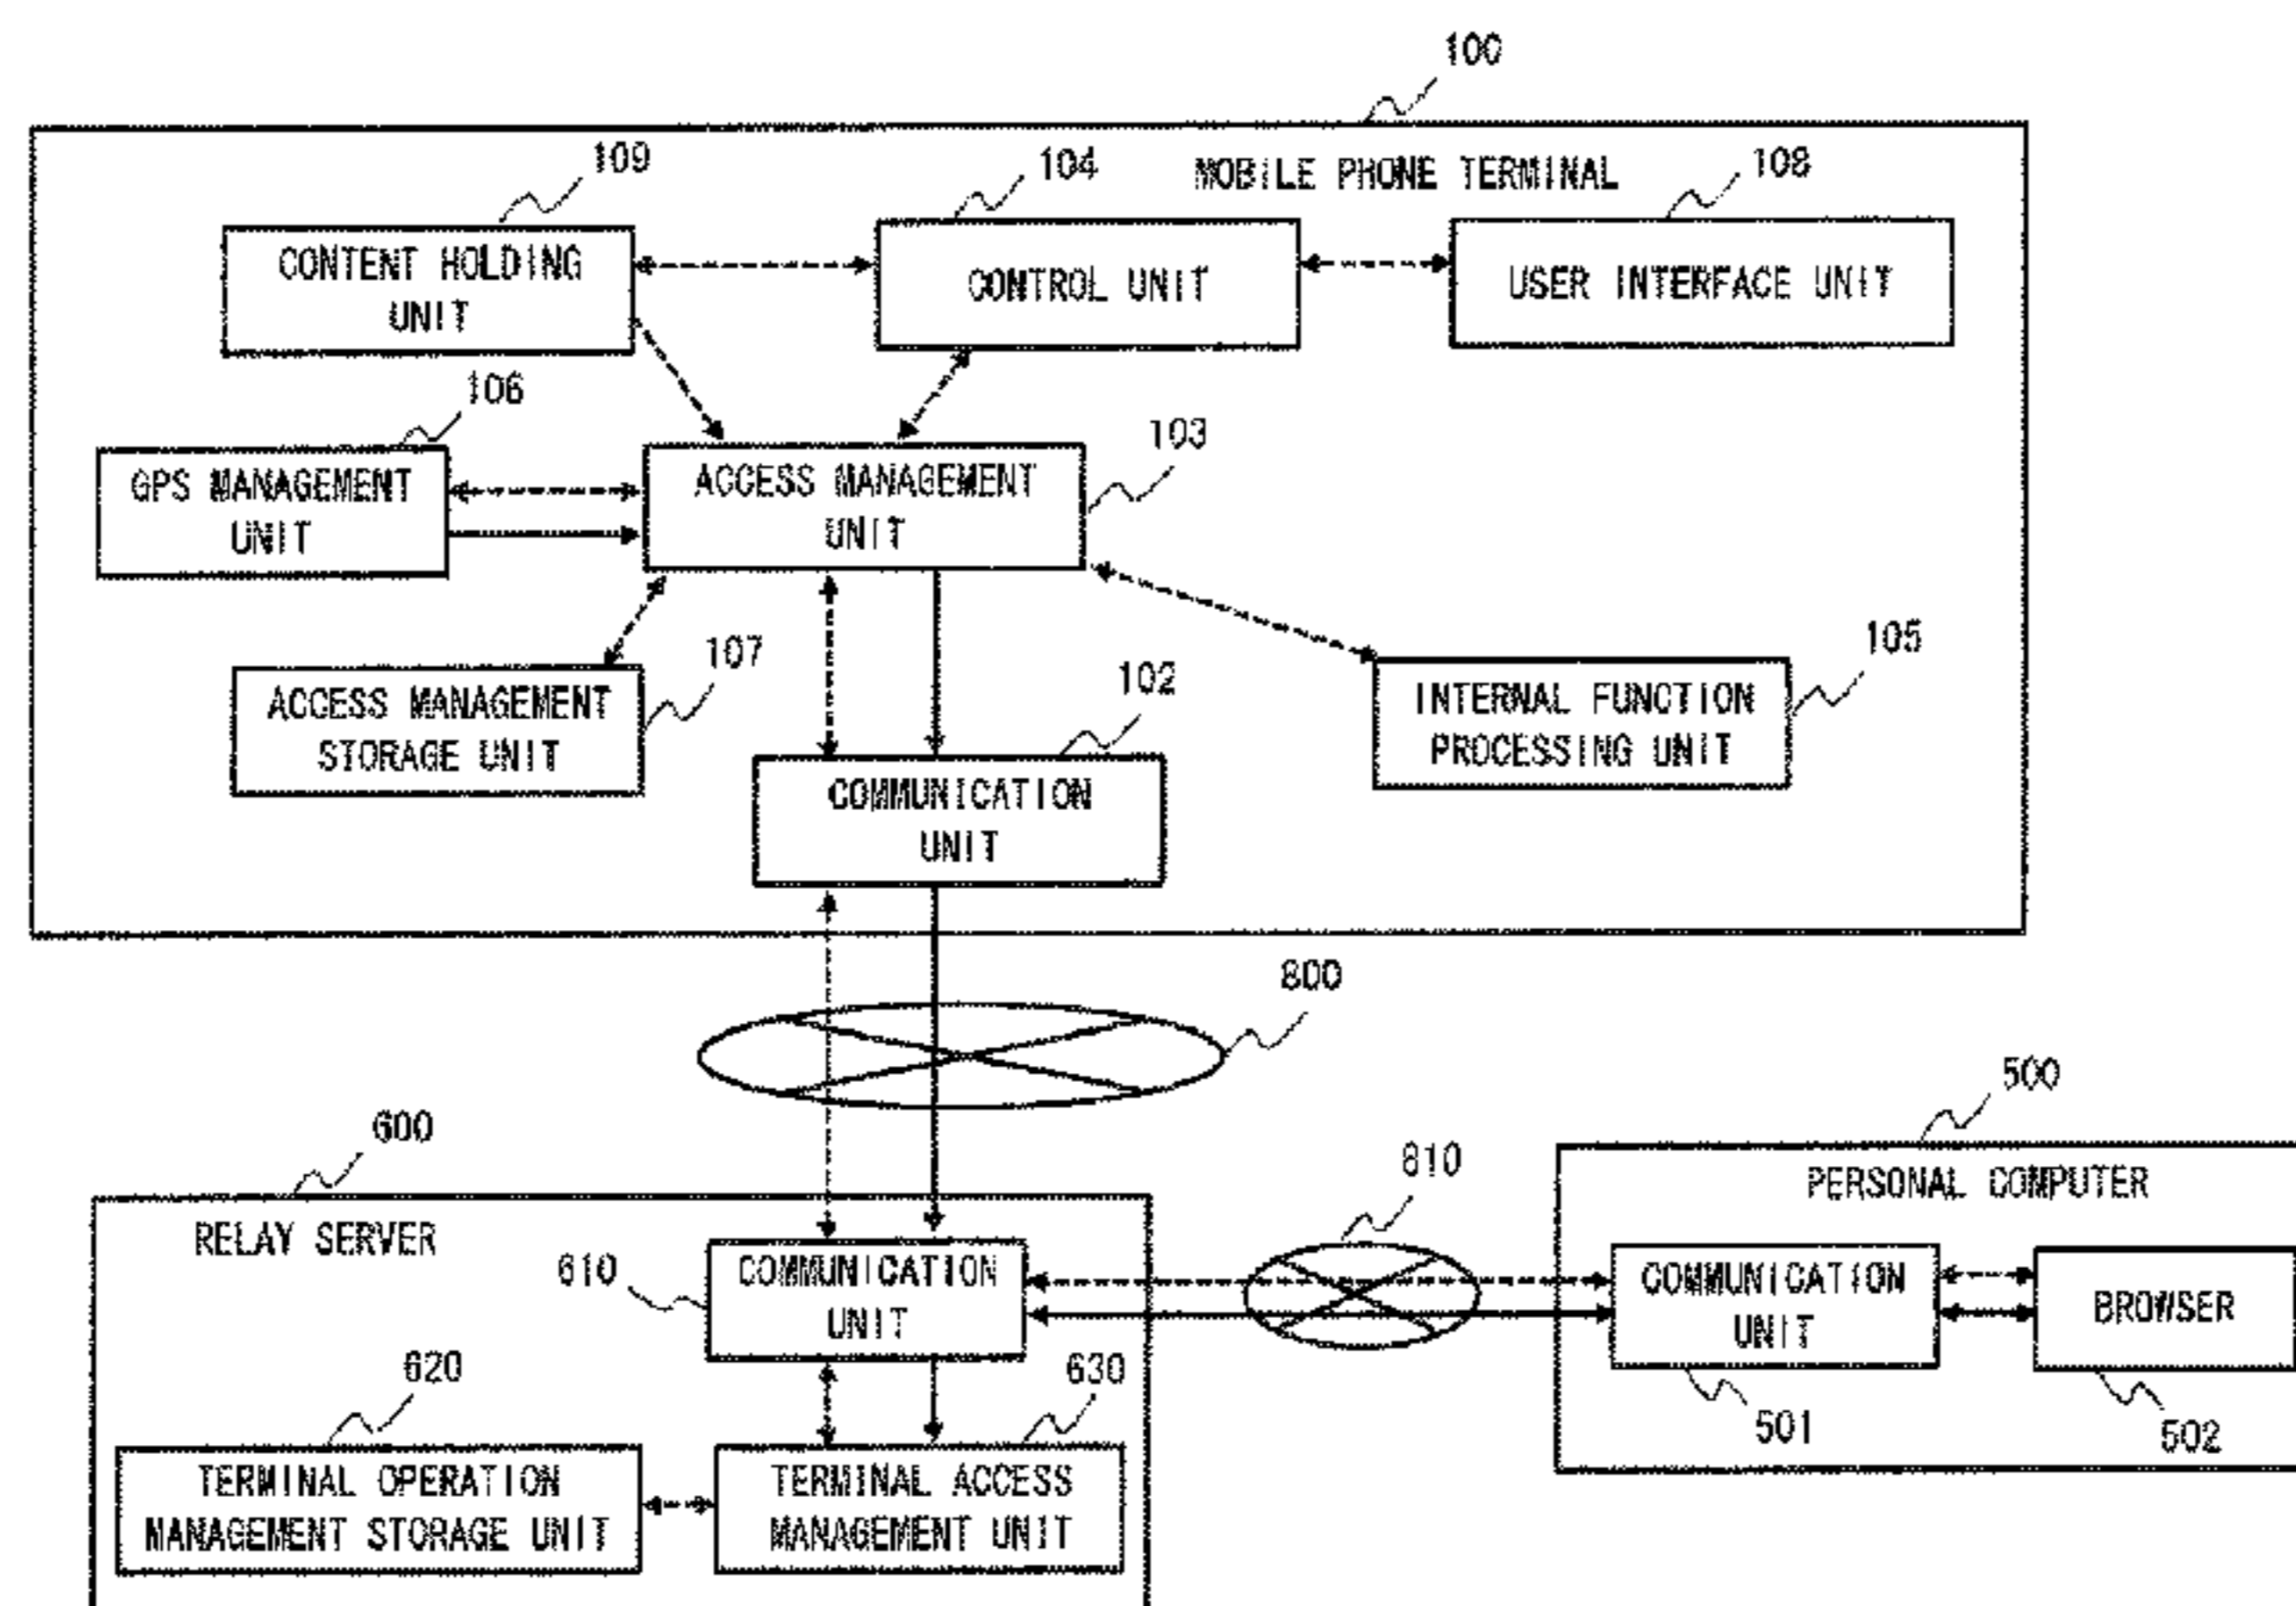 100
MOBILE PHONE TERMINAL
109
104
108
CONTENT HOLDING
UNIT
CONTROL UNIT
USER INTERFACE UNIT
106
103
GPS MANAGEMENT
UNIT
ACCESS MANAGEMENT
UNIT
107
102
105
ACCESS MANAGEMENT
STORAGE UNIT
INTERNAL FUNCTION
PROCESSING UNIT
COMMUNICATION
UNIT
800
600
500
RELAY SERVER
810
PERSONAL COMPUTER
610
COMMUNICATION
UNIT
COMMUNICATION
UNIT
BROWSER
620
630
501
502
TERMINAL OPERATION
MANAGEMENT STORAGE UNIT
TERMINAL ACCESS
MANAGEMENT UNIT